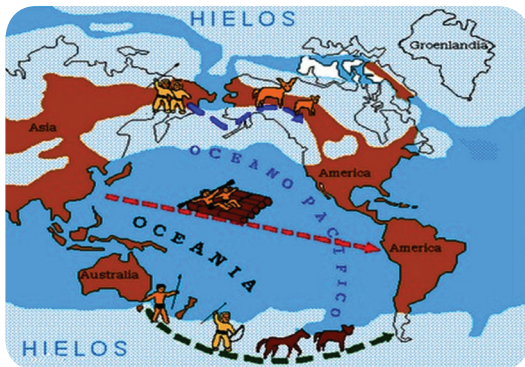 HIELOS
Groenlandia
Asia
OCEANO PACIFICO
America
OCEANIA
America
Australia
HIELOS